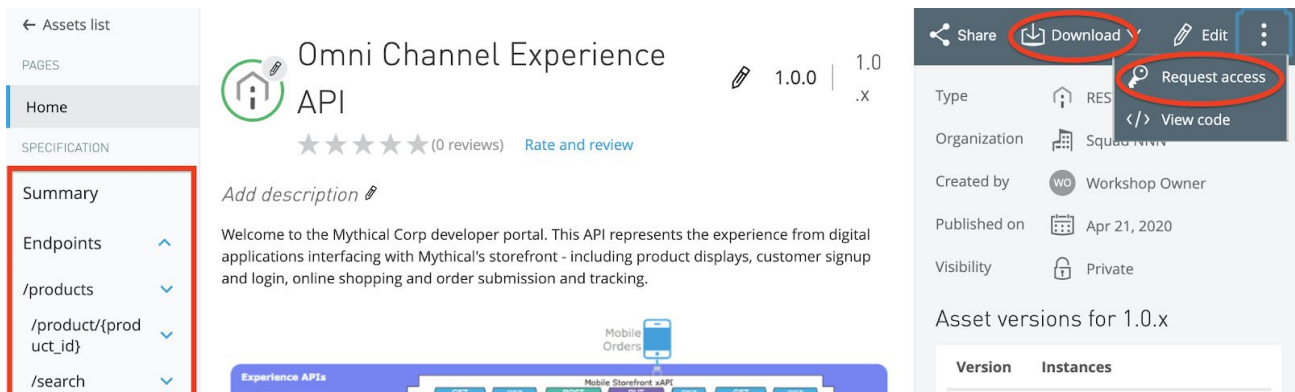 ← Assets list
PAGES
Home
SPECIFICATION
Summary
Endpoints
/products
/product/{prod
uct_id}
/search
Omni Channel Experience
API
1.0.0
1.0
.x
(0 reviews) Rate and review
Add description
Welcome to the Mythical Corp developer portal. This API represents the experience from digital
applications interfacing with Mythical's storefront - including product displays, customer signup
and login, online shopping and order submission and tracking.
Mobile
Orders
Experience APIs
Mobile Storefront xAPI
Share Download Edit
Request access
</> View code
Type RES
Organization Squad NNN
Created by WO Workshop Owner
Published on Apr 21, 2020
Visibility Private
Asset versions for 1.0.x
Version Instances